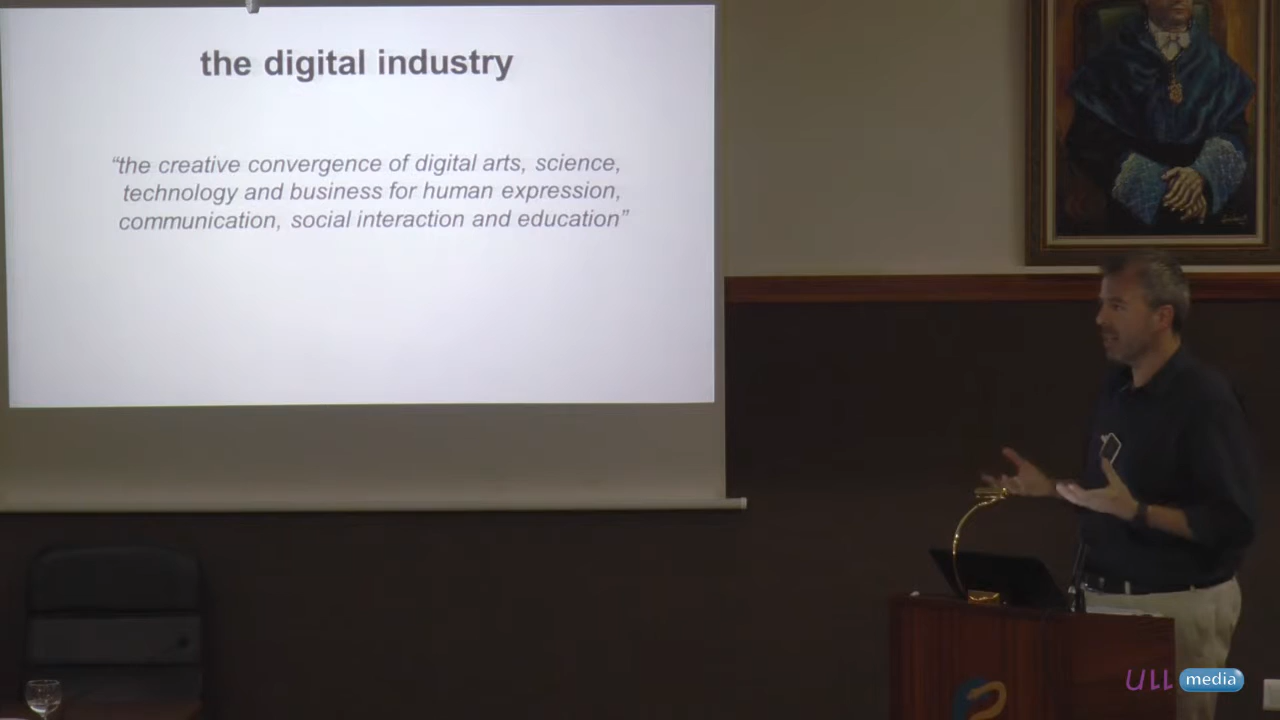 the digital industry
“the creative convergence of digital arts, science,
technology and business for human expression,
communication, social interaction and education”
ULL media